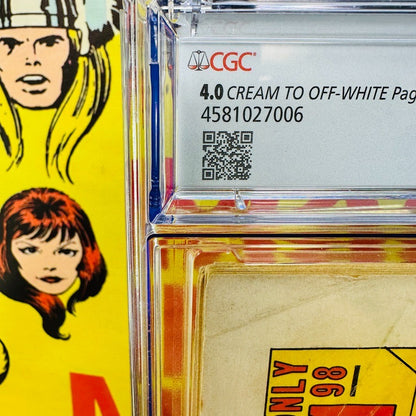 CGC
4.0 CREAM TO OFF-WHITE Pag
4581027006
ONLY
98